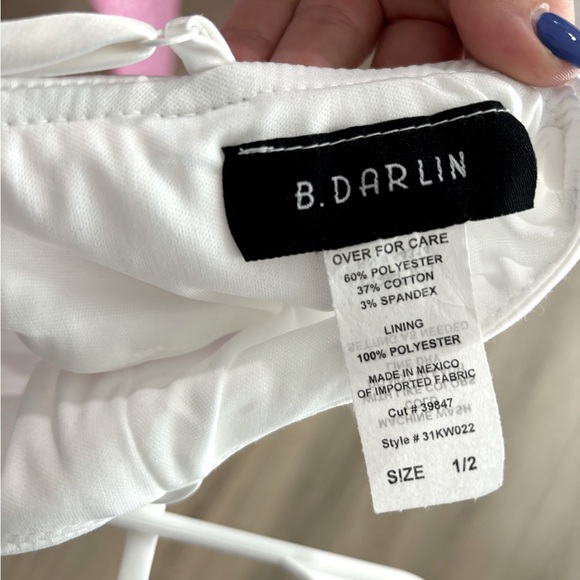 B. DARLIN
OVER FOR CARE
60% POLYESTER
37% COTTON
3% SPANDEX
LINING
100% POLYESTER
MADE IN MEXICO
OF IMPORTED FABRIC
Cut # 39847
Style # 31KW022
SIZE 1/2